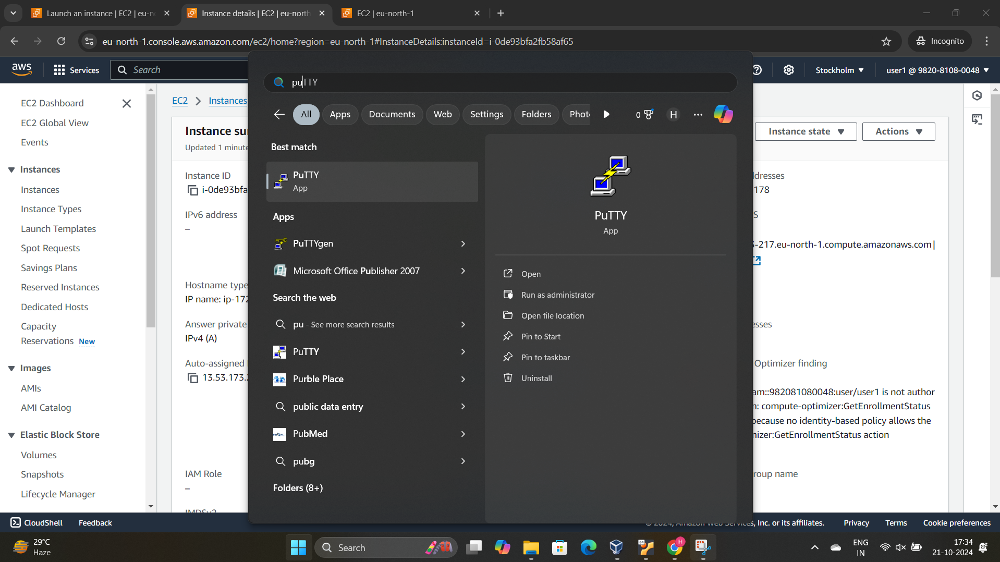 Launch an instance | EC2 | eu-n
Instance details | EC2 | eu-north
EC2 | eu-north-1
eu-north-1.console.aws.amazon.com/ec2/home?region=eu-north-1#InstanceDetails:instanceId=i-0de93bfa2fb58af65
Incognito
aws
Services
Search
Stockholm
user1 @ 9820-8108-0048
EC2 Dashboard
EC2 Global View
Events
Instances
Instances
Instance Types
Launch Templates
Spot Requests
Savings Plans
Reserved Instances
Dedicated Hosts
Capacity
Reservations New
Images
AMIs
AMI Catalog
Elastic Block Store
Volumes
Snapshots
Lifecycle Manager
EC2
Instances
Instance su
Updated 1 minute
Instance ID
i-0de93bfa
IPv6 address
–
Hostname type
IP name: ip-172
Answer private
IPv4 (A)
Auto-assigned
13.53.173.
IAM Role
–
IMDSv2
puTTY
All
Apps
Documents
Web
Settings
Folders
Phot
0
H
Best match
PuTTY
App
Apps
PuTTYgen
Microsoft Office Publisher 2007
Search the web
pu - See more search results
PuTTY
Purble Place
public data entry
PubMed
pubg
Folders (8+)
PuTTY
App
Open
Run as administrator
Open file location
Pin to Start
Pin to taskbar
Uninstall
Instance state
Actions
dresses
178
S
-217.eu-north-1.compute.amazonaws.com |
esses
Optimizer finding
am::982081080048:user/user1 is not author
n: compute-optimizer:GetEnrollmentStatus
because no identity-based policy allows the
mizer:GetEnrollmentStatus action
roup name
CloudShell
Feedback
© 2024, Amazon Web Services, Inc. or its affiliates.
Privacy
Terms
Cookie preferences
29°C
Haze
Search
64
H
ENG
IN
17:34
21-10-2024